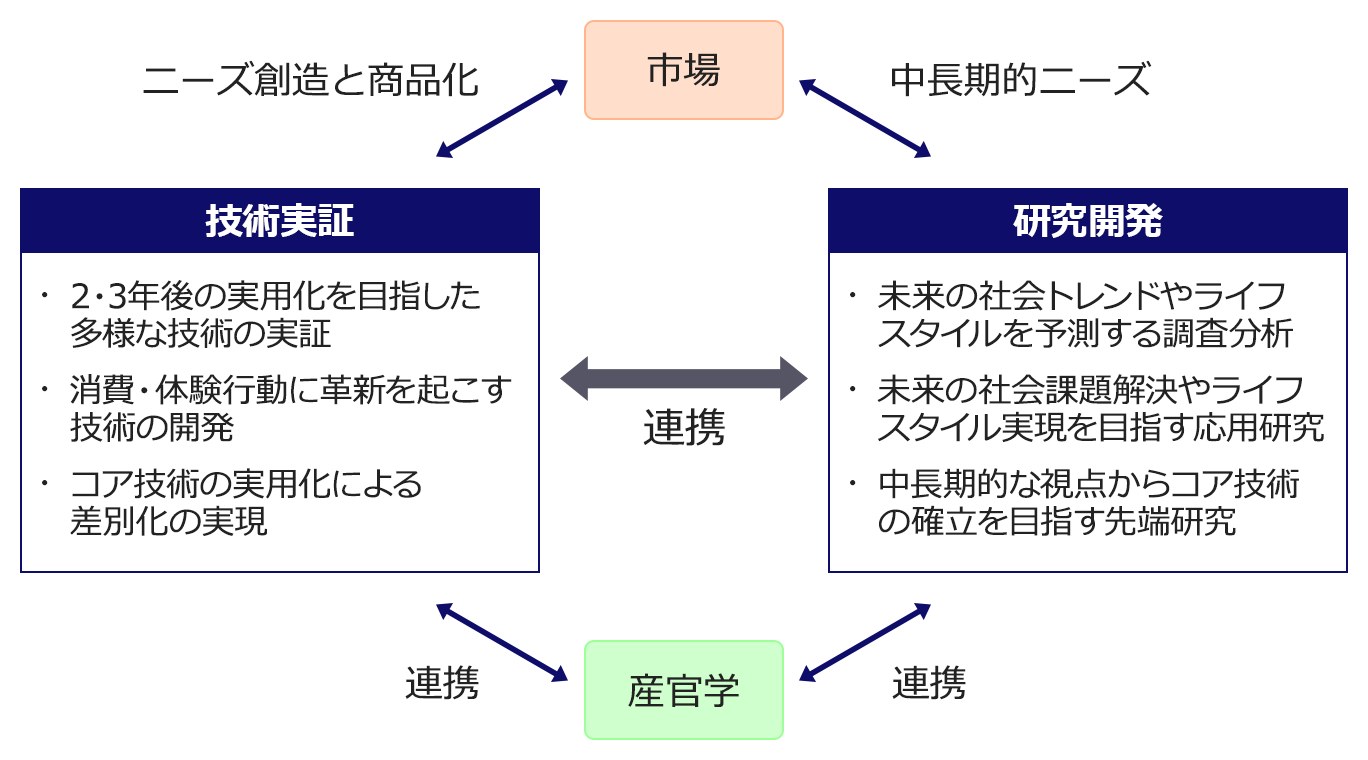 市場
ニーズ創造と商品化
中長期的ニーズ
技術実証
・ 2・3年後の実用化を目指した
多様な技術の実証
・ 消費・体験行動に革新を起こす
技術の開発
・ コア技術の実用化による
差別化の実現
連携
研究開発
・ 未来の社会トレンドやライフ
スタイルを予測する調査分析
・ 未来の社会課題解決やライフ
スタイル実現を目指す応用研究
・ 中長期的な視点からコア技術
の確立を目指す先端研究
連携
産官学
連携